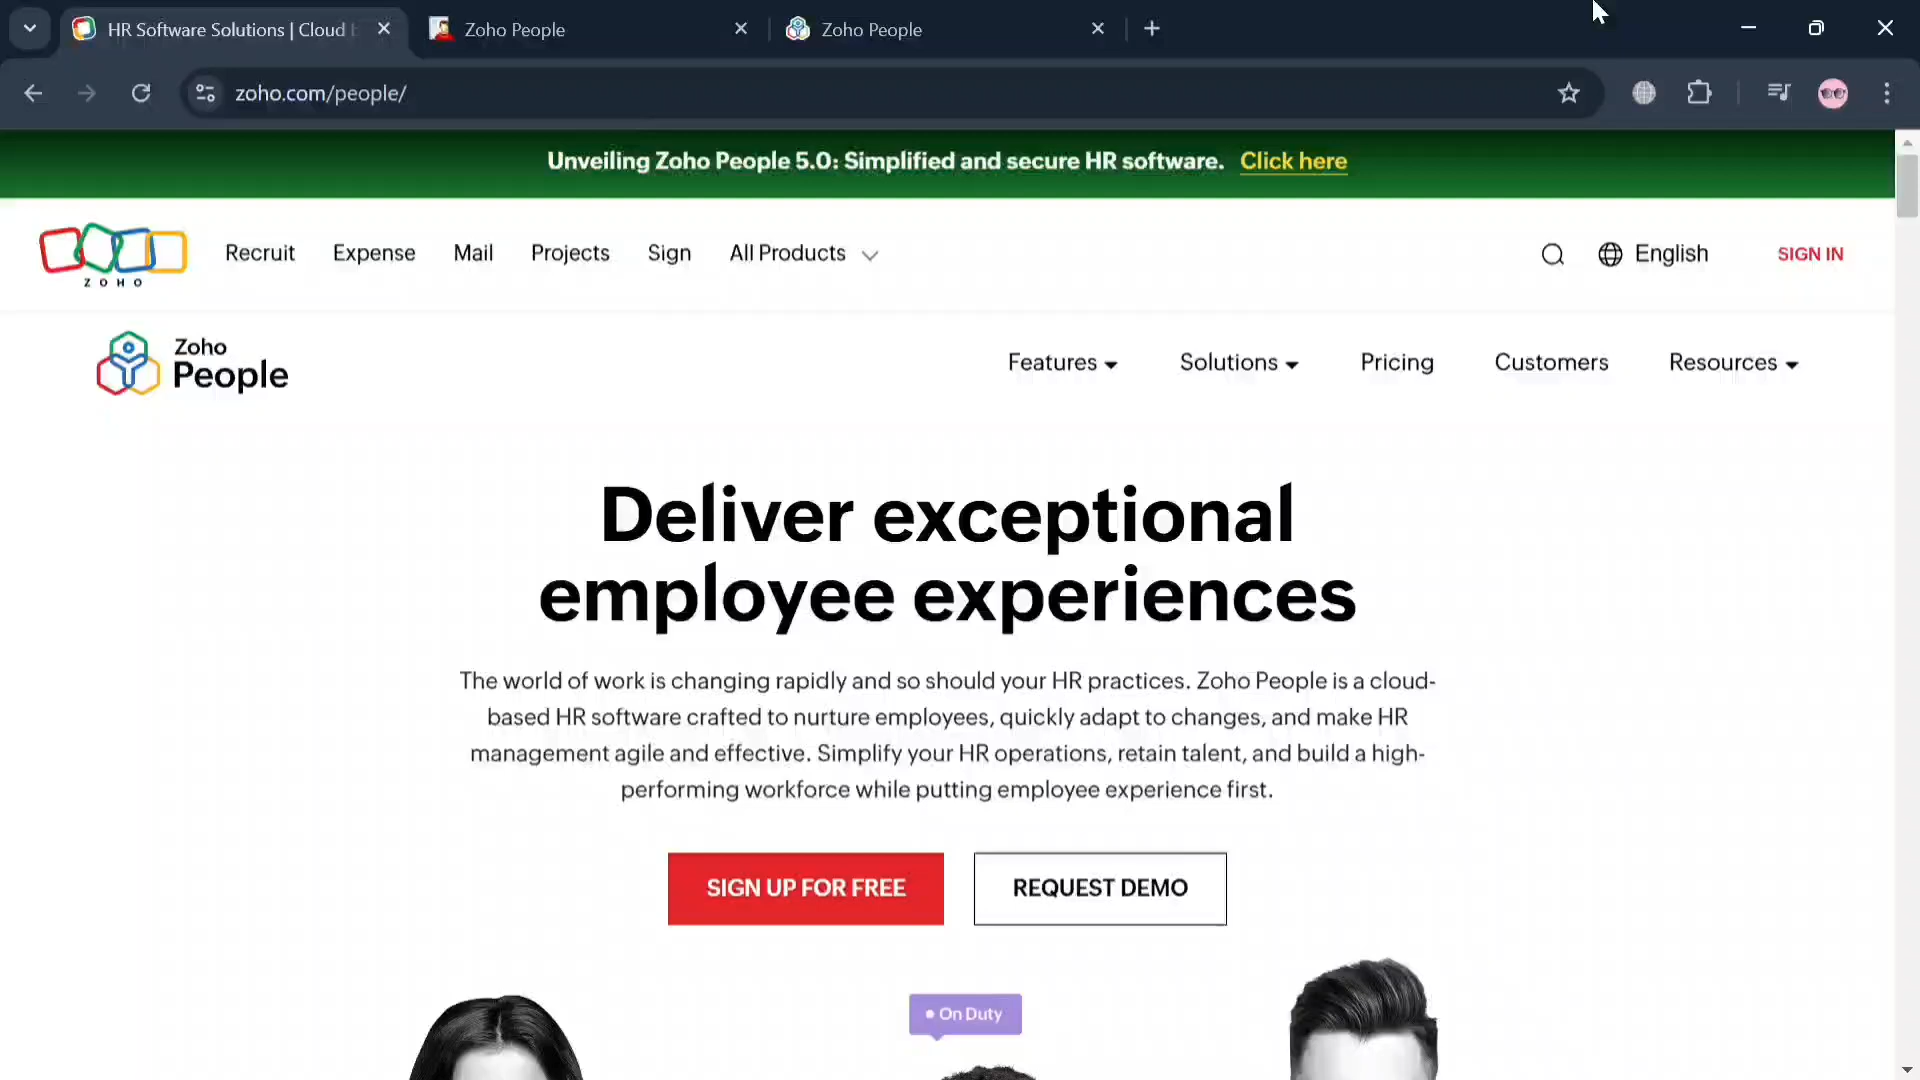 HR Software Solutions | Cloud
Zoho People
Zoho People
zoho.com/people/
Unveiling Zoho People 5.0: Simplified and secure HR software. Click here
ZOHO
Recruit
Expense
Mail
Projects
Sign
All Products
English
SIGN IN
Zoho
People
Features
Solutions
Pricing
Customers
Resources
Deliver exceptional
employee experiences
The world of work is changing rapidly and so should your HR practices. Zoho People is a cloud-
based HR software crafted to nurture employees, quickly adapt to changes, and make HR
management agile and effective. Simplify your HR operations, retain talent, and build a high-
performing workforce while putting employee experience first.
SIGN UP FOR FREE
REQUEST DEMO
On Duty